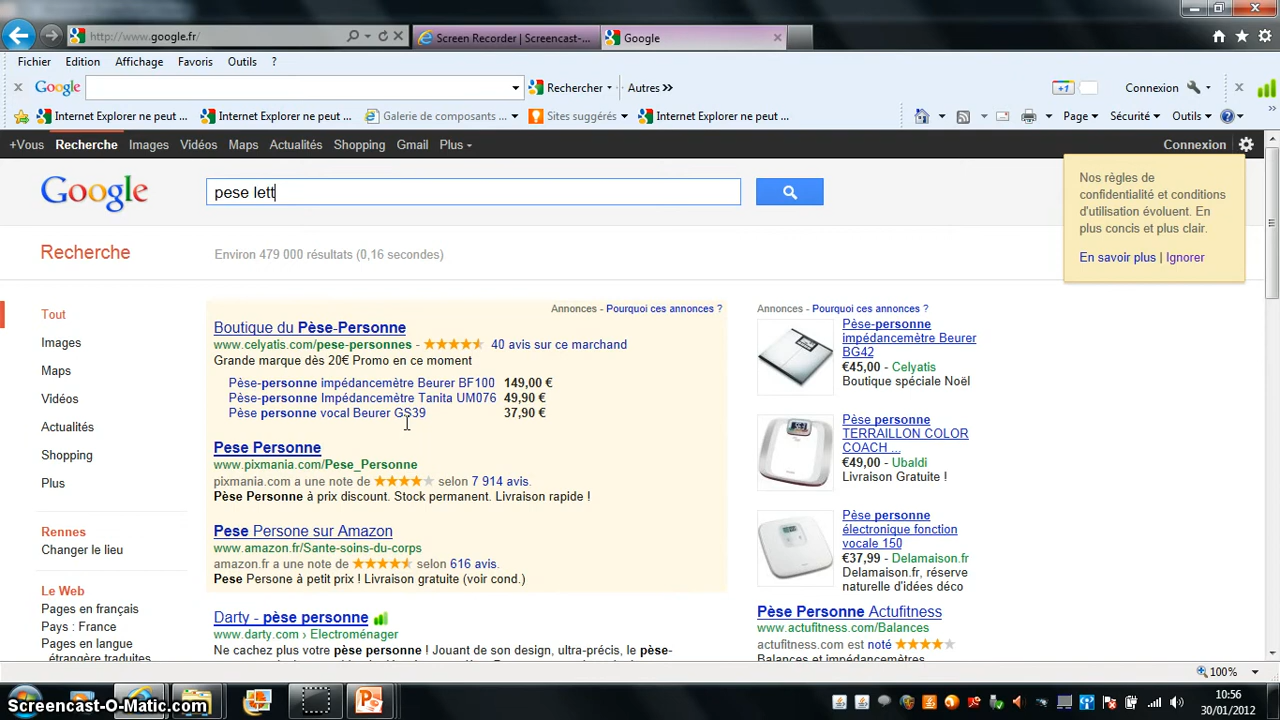 http://www.google.fr/
Screen Recorder | Screencast-...
Google
Fichier Edition Affichage Favoris Outils ?
Google
Rechercher
Autres »
+1
Connexion
Internet Explorer ne peut ...
Internet Explorer ne peut ...
Galerie de composants ...
Sites suggérés
Internet Explorer ne peut ...
Page
Sécurité
Outils
+Vous Recherche Images Vidéos Maps Actualités Shopping Gmail Plus
Connexion
Google
pese lett
Nos règles de
confidentialité et conditions
d'utilisation évoluent. En
plus concis et plus clair.
En savoir plus | Ignorer
Recherche
Environ 479 000 résultats (0,16 secondes)
Tout
Images
Maps
Vidéos
Actualités
Shopping
Plus
Rennes
Changer le lieu
Le Web
Pages en français
Pays : France
Pages en langue
étrangère traduites
Annonces - Pourquoi ces annonces ?
Boutique du Pèse-Personne
www.celyatis.com/pese-personnes - 40 avis sur ce marchand
Grande marque dès 20€ Promo en ce moment
Pèse-personne impédancemètre Beurer BF100 149,00 €
Pèse-personne Impédancemètre Tanita UM076 49,90 €
Pèse personne vocal Beurer GS39 37,90 €
Pese Personne
www.pixmania.com/Pese_Personne
pixmania.com a une note de selon 7 914 avis.
Pèse Personne à prix discount. Stock permanent. Livraison rapide !
Pese Persone sur Amazon
www.amazon.fr/Sante-soins-du-corps
amazon.fr a une note de selon 616 avis.
Pese Persone à petit prix ! Livraison gratuite (voir cond.)
Darty - pèse personne
www.darty.com › Electroménager
Ne cachez plus votre pèse personne ! Jouant de son design, ultra-précis, le pèse-
Annonces - Pourquoi ces annonces ?
Pèse-personne
impédancemètre Beurer
BG42
€45,00 - Celyatis
Boutique spéciale Noël
Pèse-personne
TERRAILLON COLOR
COACH ...
€49,00 - Ubaldi
Livraison Gratuite !
Pèse personne
électronique fonction
vocale 150
€37,99 - Delamaison.fr
Delamaison.fr, réserve
naturelle d'idées déco
Pèse Personne Actufitness
www.actufitness.com/Balances
actufitness.com est noté
Balances et impédancemètres
100%
10:56
30/01/2012
Screencast-O-Matic.com